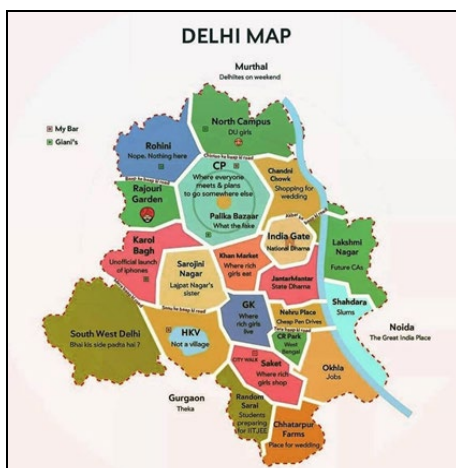 DELHI MAP
Murthal
Delhiites on weekend
My Bar
Giani's
North Campus
DU girls
Rohini
Nope. Nothing here
CP
Where everyone
meets & plans
to go somewhere else
Chandni
Chowk
Shopping for
wedding
Rajouri
Garden
Palika Bazaar
What the fake
India Gate
National Dharna
Lakshmi
Nagar
Future CAs
Karol
Bagh
Unofficial launch
of iphones
Sarojini
Nagar
Lajpat Nagar's
sister
Khan Market
Where rich
girls eat
JantarMantar
State Dharna
Shahdara
Slums
GK
Where
rich girls
live
Nehru Place
Cheap Pen Drives
South West Delhi
Bhai kis side padta hai ?
HKV
Not a village
CR Park
West
Bengal
Noida
The Great India Place
CITY WALK
Saket
Where rich
girls shop
Okhla
Jobs
Gurgaon
Theka
Random
Sarai
Students
preparing
for IITJEE
Chhatarpur
Farms
Place for wedding